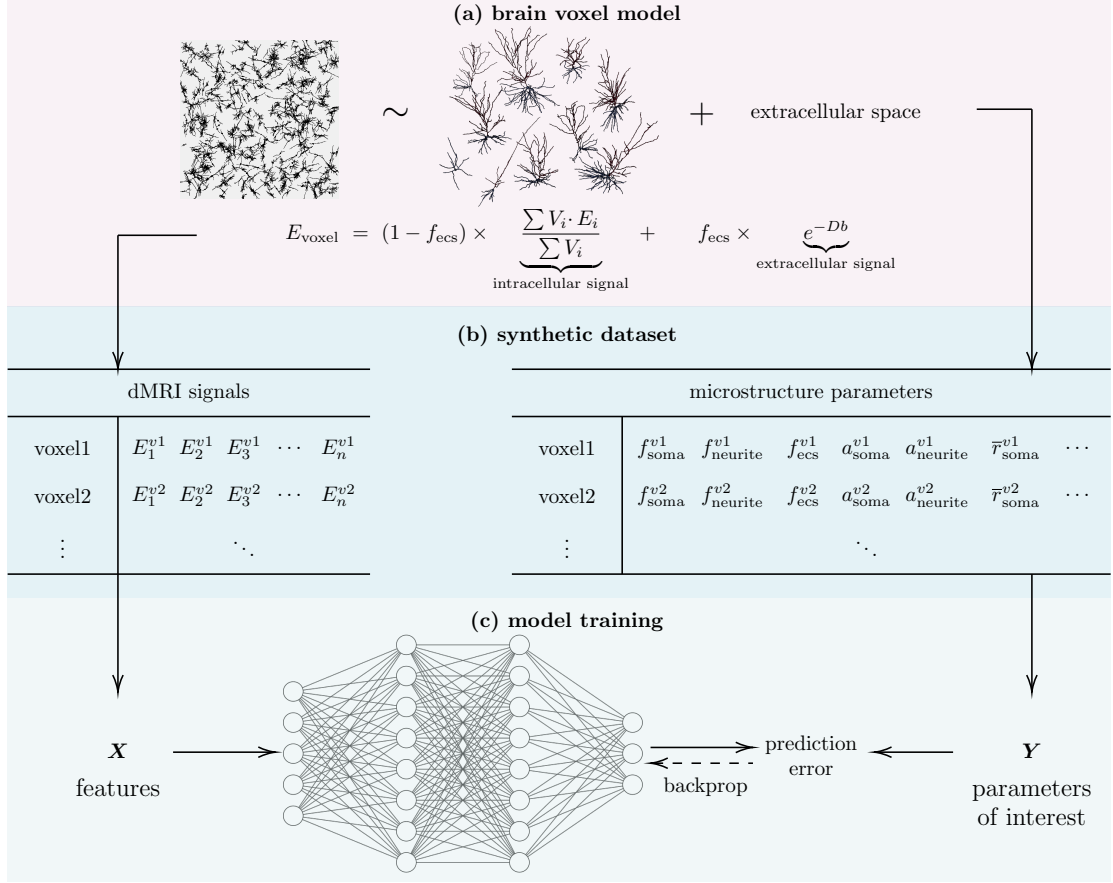 (a) brain voxel model
∼ + extracellular space
E_voxel = (1 − f_ecs) × ∑ V_i · E_i / ∑ V_i + f_ecs × e^{−Db}
intracellular signal extracellular signal
(b) synthetic dataset
dMRI signals
voxel1 E_1^{v1} E_2^{v1} E_3^{v1} ⋯ E_n^{v1}
voxel2 E_1^{v2} E_2^{v2} E_3^{v2} ⋯ E_n^{v2}
⋮ ⋱
microstructure parameters
voxel1 f_soma^{v1} f_neurite^{v1} f_ecs^{v1} a_soma^{v1} a_neurite^{v1} r̅_soma^{v1} ⋯
voxel2 f_soma^{v2} f_neurite^{v2} f_ecs^{v2} a_soma^{v2} a_neurite^{v2} r̅_soma^{v2} ⋯
⋮ ⋱
(c) model training
X
features
prediction
error
backprop
Y
parameters
of interest